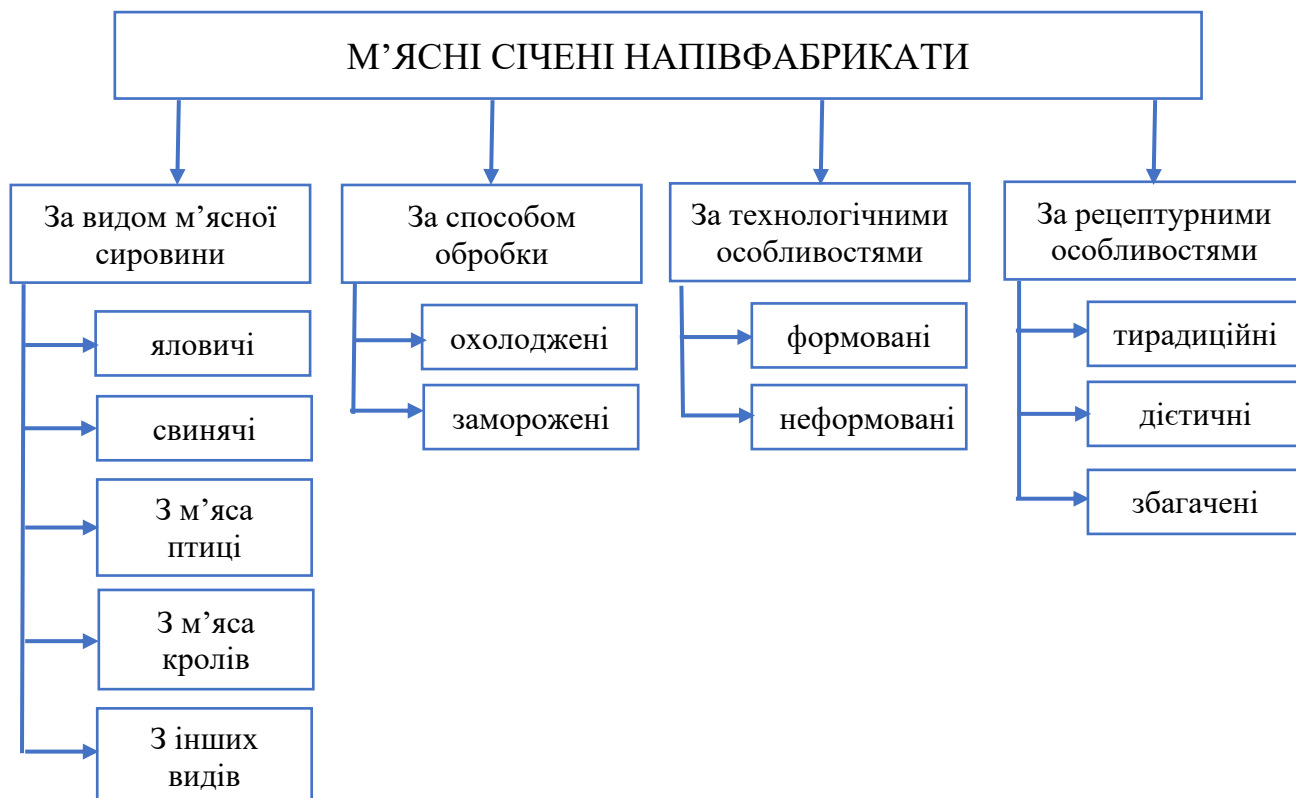 М’ЯСНІ СІЧЕНІ НАПІВФАБРИКАТИ
За видом м’ясної
сировини
яловичі
свинячі
З м’яса
птиці
З м’яса
кролів
З інших
видів
За способом
обробки
охолоджені
заморожені
За технологічними
особливостями
формовані
неформовані
За рецептурними
особливостями
тирадиційні
дієтичні
збагачені